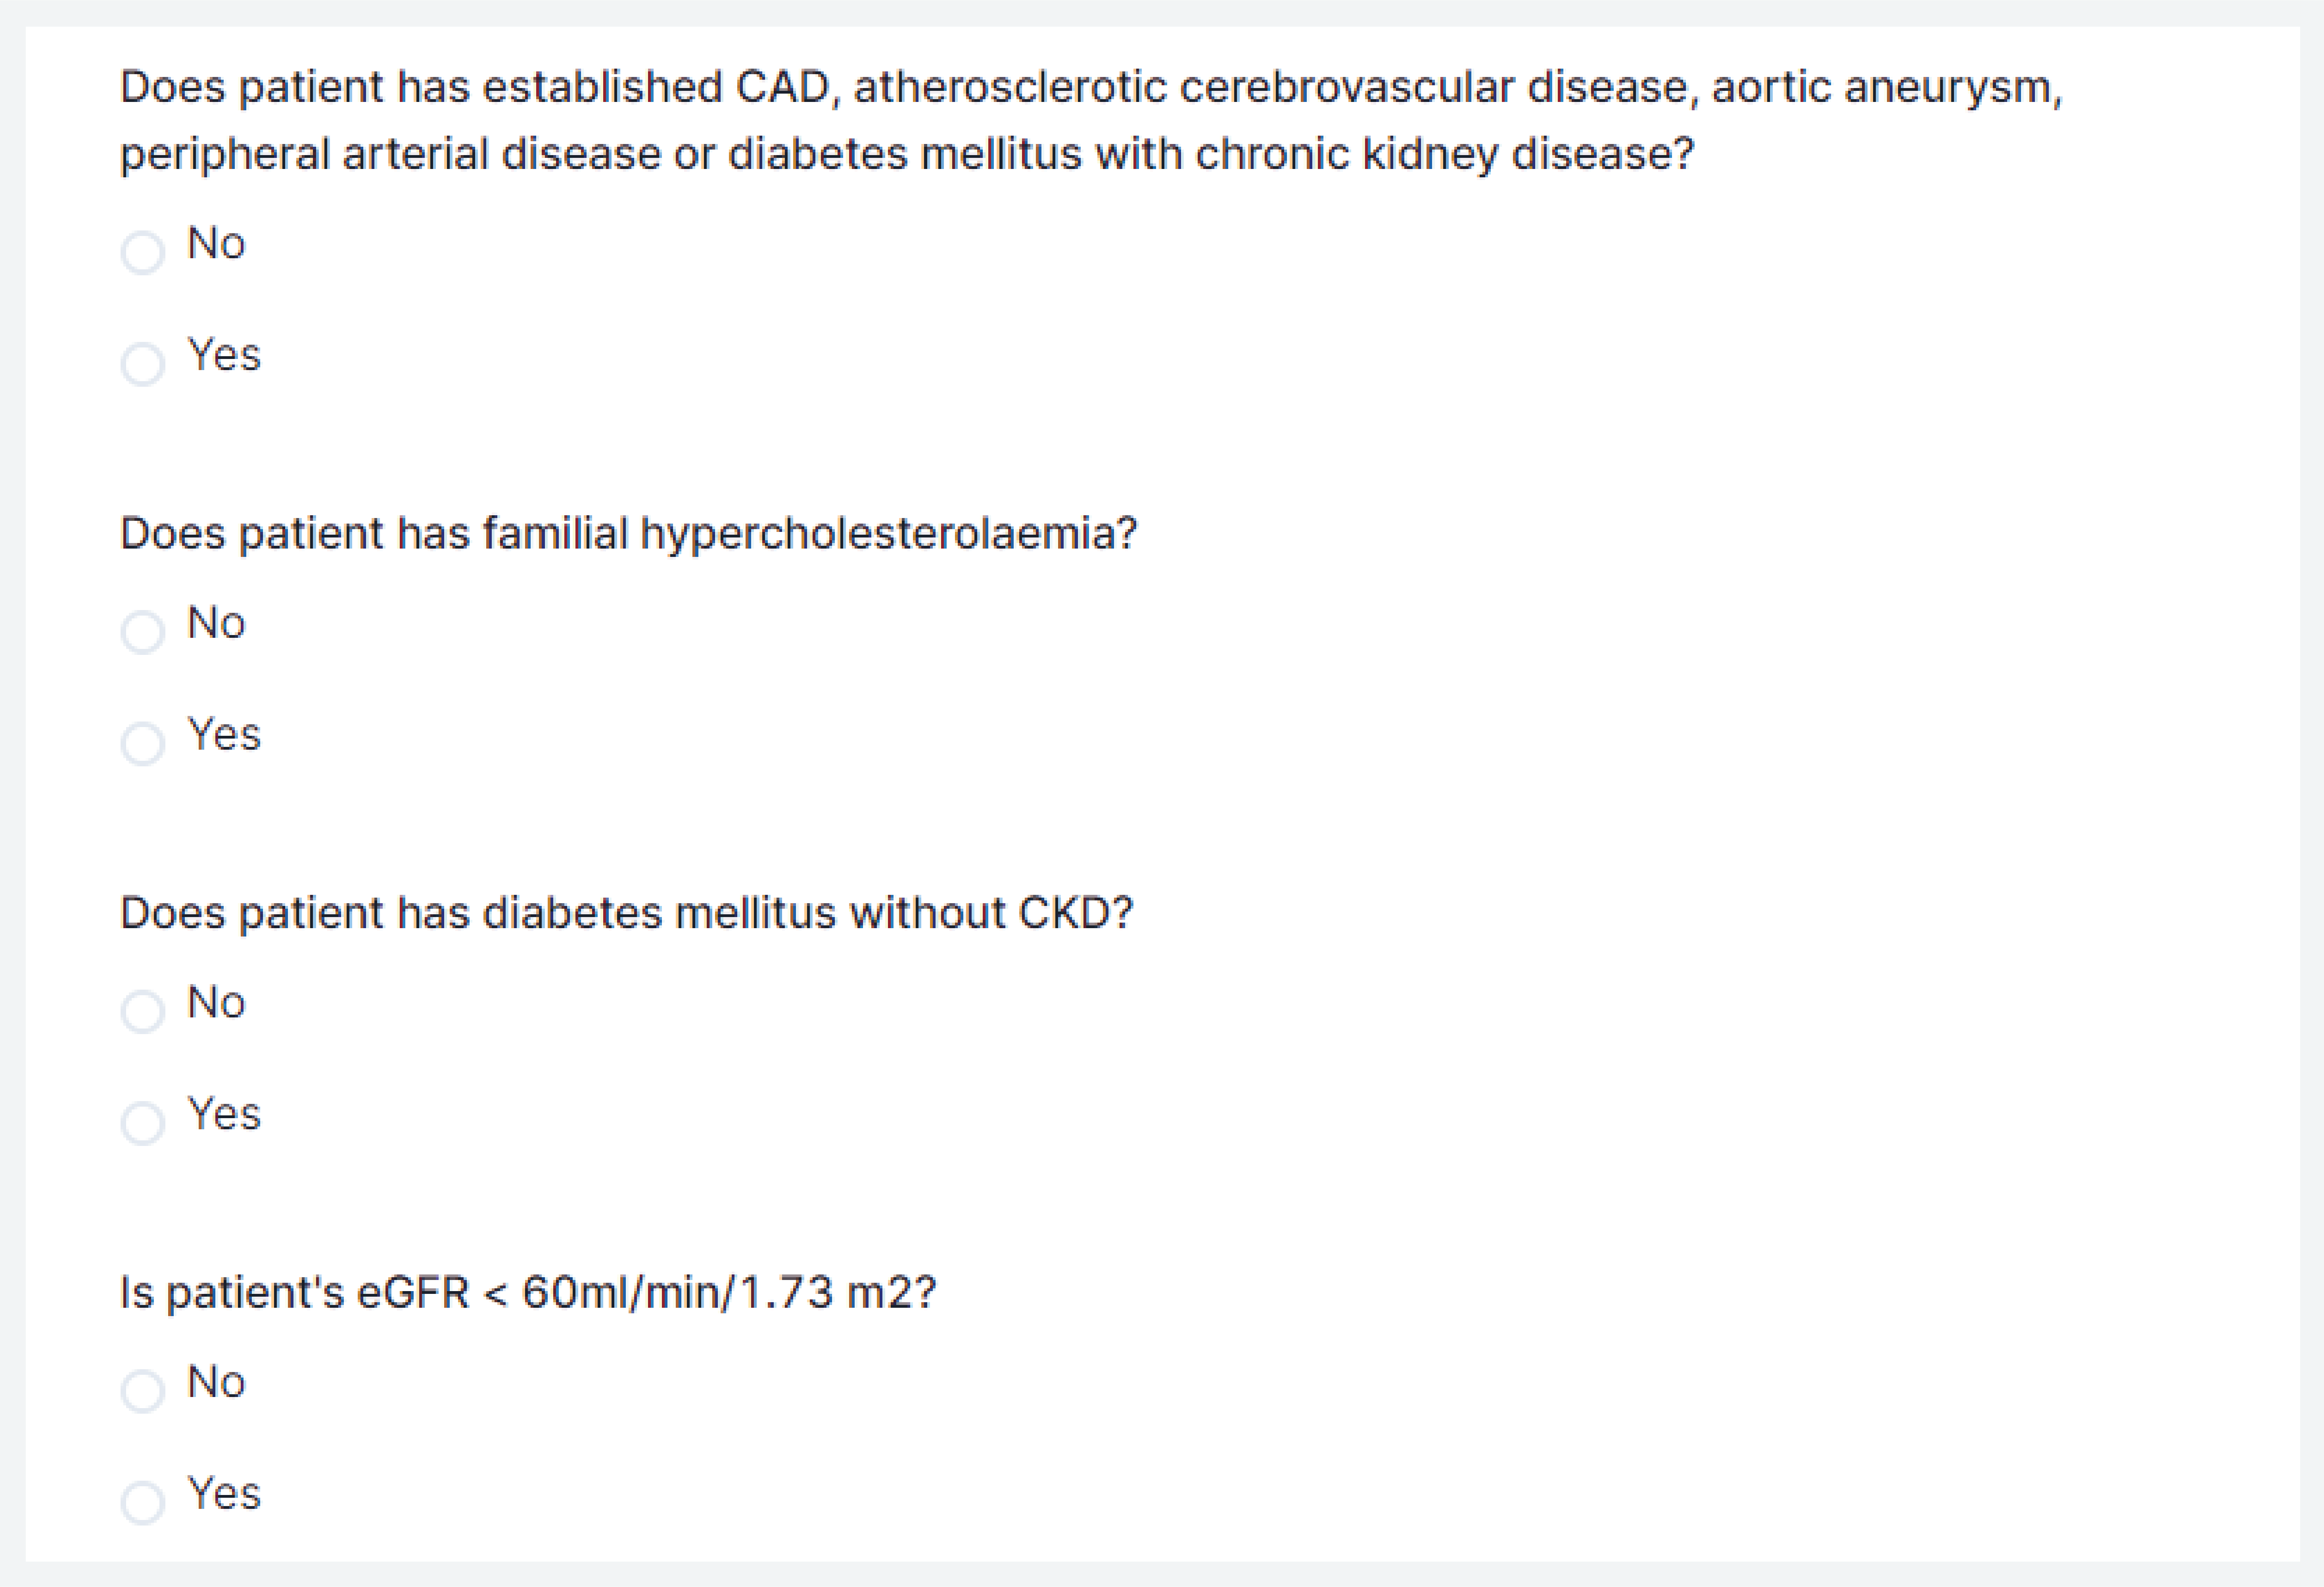 Does patient has established CAD, atherosclerotic cerebrovascular disease, aortic aneurysm,
peripheral arterial disease or diabetes mellitus with chronic kidney disease?
No
Yes
Does patient has familial hypercholesterolaemia?
No
Yes
Does patient has diabetes mellitus without CKD?
No
Yes
Is patient's eGFR < 60ml/min/1.73 m2?
No
Yes